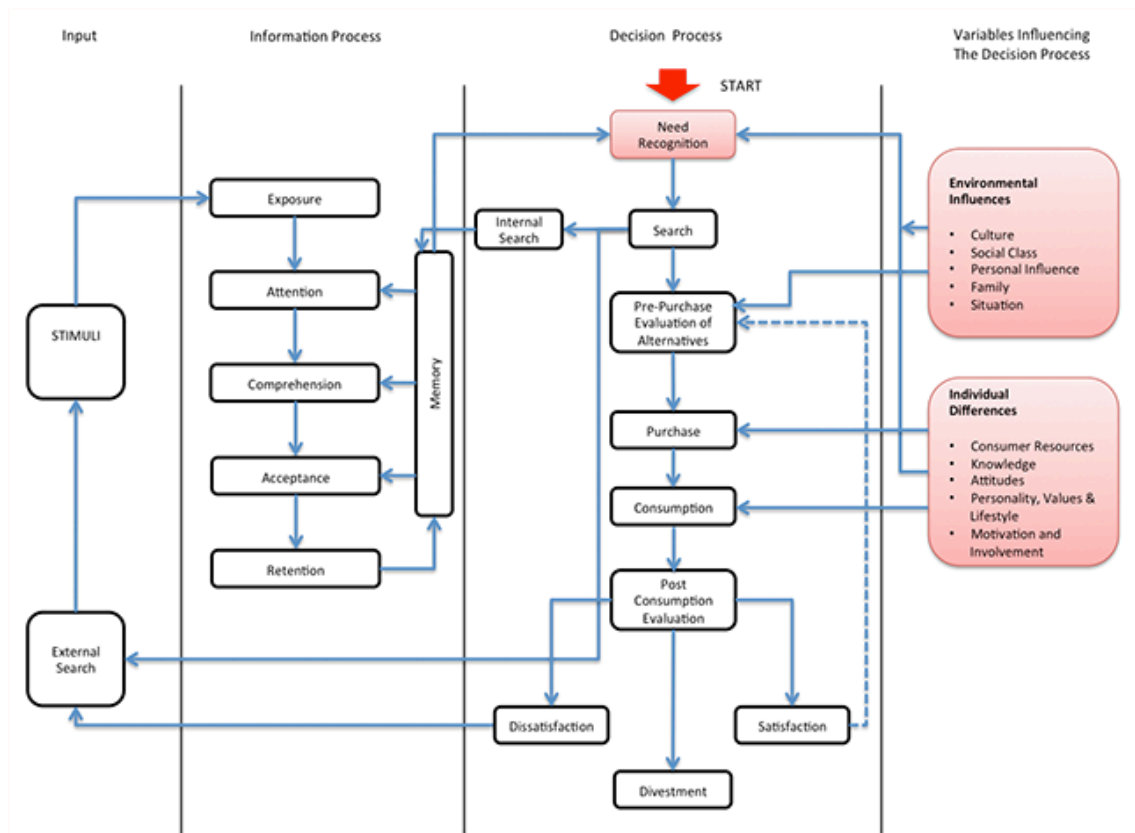 Input
Information Process
Decision Process
Variables Influencing
The Decision Process
START
Need
Recognition
Exposure
Internal
Search
Search
Environmental
Influences
• Culture
• Social Class
• Personal Influence
• Family
• Situation
Attention
STIMULI
Pre-Purchase
Evaluation of
Alternatives
Memory
Comprehension
Individual
Differences
• Consumer Resources
• Knowledge
• Attitudes
• Personality, Values &
Lifestyle
• Motivation and
Involvement
Purchase
Acceptance
Consumption
Retention
Post
Consumption
Evaluation
External
Search
Dissatisfaction
Satisfaction
Divestment